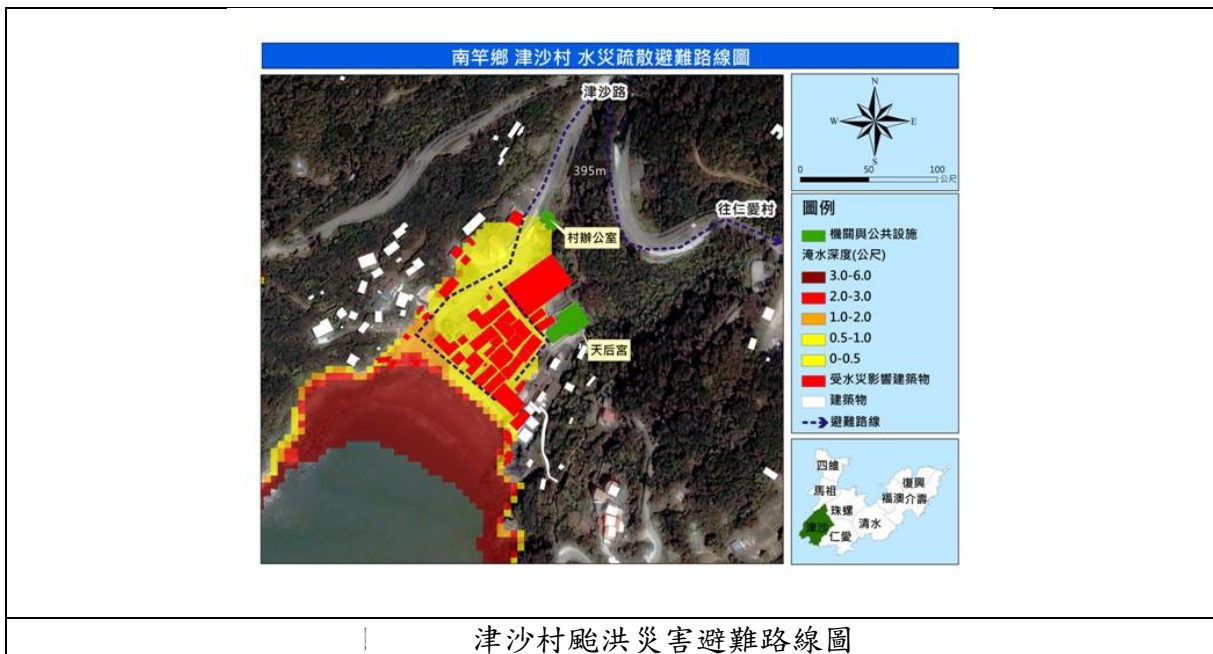 南竿鄉 津沙村 水災疏散避難路線圖
津沙路
395m
往仁愛村
村辦公室
天后宮
N
W
E
S
0 50 100
公尺
圖例
機關與公共設施
淹水深度(公尺)
3.0-6.0
2.0-3.0
1.0-2.0
0.5-1.0
0-0.5
受水災影響建築物
建築物
避難路線
四維
馬祖
復興
福澳
介壽
珠螺
清水
津沙
仁愛
津沙村颱洪災害避難路線圖